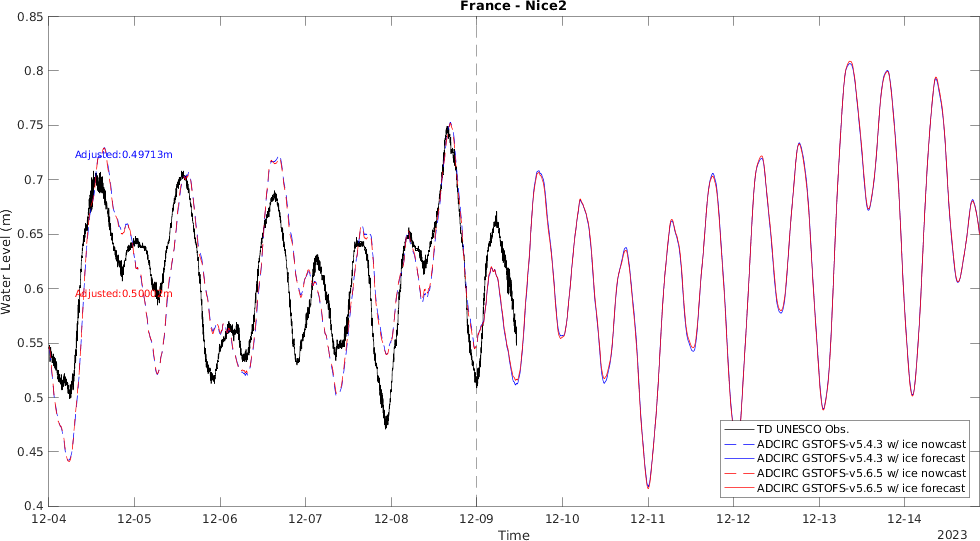 France - Nice2
0.85
0.8
0.75
0.7
0.65
0.6
0.55
0.5
0.45
0.4
Water Level (m)
Adjusted:0.49713m
12-04
12-05
12-06
12-07
12-08
12-09
12-10
12-11
12-12
12-13
12-14
Time
2023
TD UNESCO Obs.
ADCIRC GSTOFS-v5.4.3 w/ ice nowcast
ADCIRC GSTOFS-v5.4.3 w/ ice forecast
ADCIRC GSTOFS-v5.6.5 w/ ice nowcast
ADCIRC GSTOFS-v5.6.5 w/ ice forecast